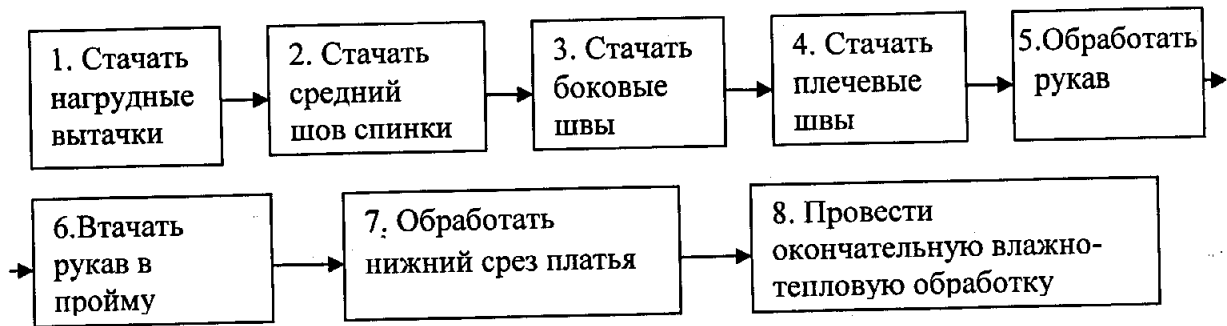 1. Стачать
нагрудные
вытачки
2. Стачать
средний
шов спинки
3. Стачать
боковые
швы
4. Стачать
плечевые
швы
5.Обработать
рукав
6.Втачать
рукав в
пройму
7. Обработать
нижний срез платья
8. Провести
окончательную влажно-
тепловую обработку